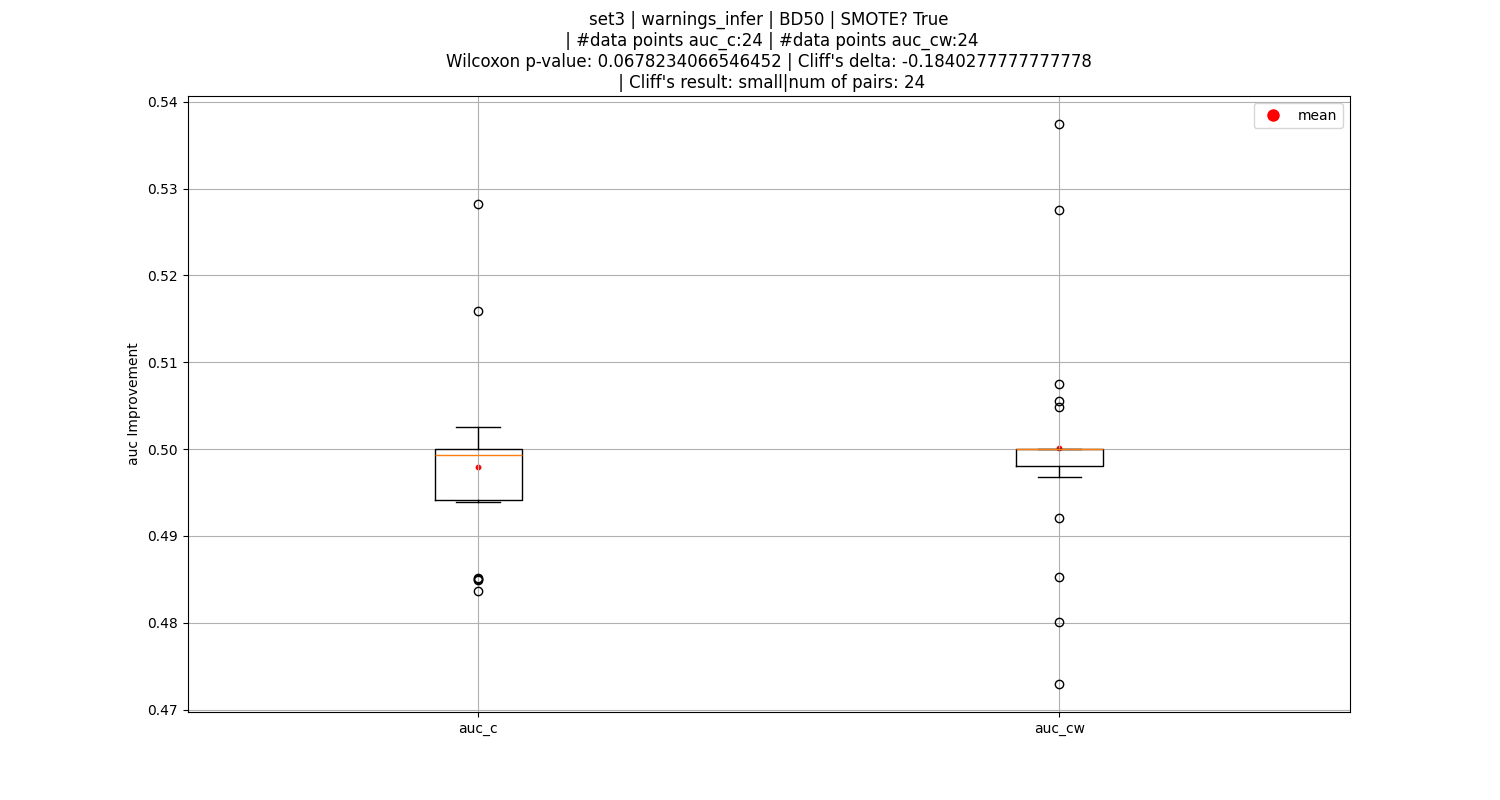 set3 | warnings_infer | BD50 | SMOTE? True
| #data points auc_c:24 | #data points auc_cw:24
Wilcoxon p-value: 0.0678234066546452 | Cliff's delta: -0.1840277777777778
| Cliff's result: small|num of pairs: 24
mean
auc Improvement
0.54
0.53
0.52
0.51
0.50
0.49
0.48
0.47
auc_c
auc_cw